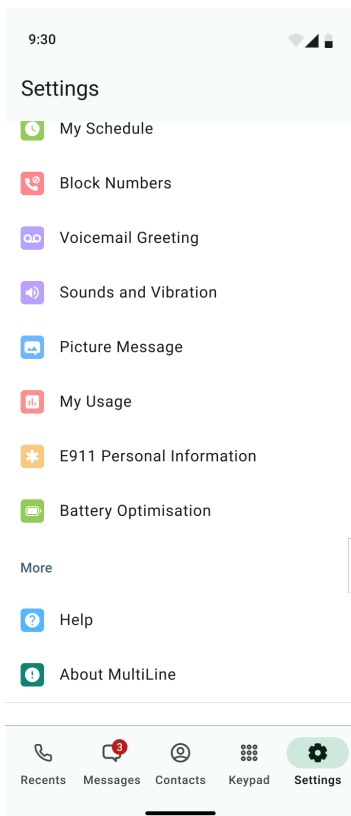 9:30
Settings
My Schedule
Block Numbers
Voicemail Greeting
Sounds and Vibration
Picture Message
My Usage
E911 Personal Information
Battery Optimisation
More
Help
About MultiLine
3
Recents Messages Contacts Keypad Settings